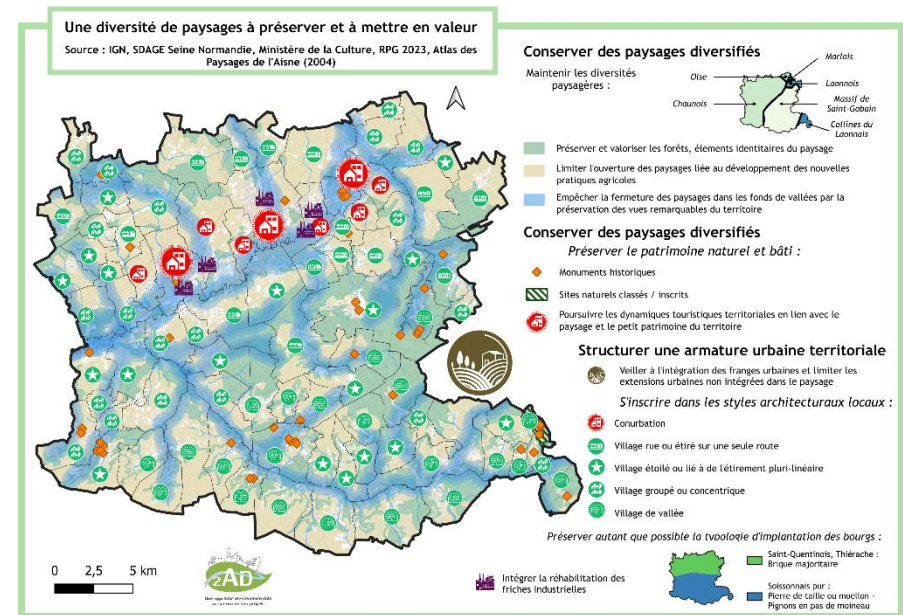 Une diversité de paysages à préserver et à mettre en valeur
Source : IGN, SDAGE Seine Normandie, Ministère de la Culture, RPG 2023, Atlas des
Paysages de l'Aisne (2004)
Conserver des paysages diversifiés
Maintenir les diversités
paysagères :
Marlois
Oise
Laonnois
Chaunois
Massif de
Saint-Gobain
Collines du
Laonnais
Préserver et valoriser les forêts, élements identitaires du paysage
Limiter l'ouverture des paysages liée au développement des nouvelles
pratiques agricoles
Empêcher la fermeture des paysages dans les fonds de vallées par la
préservation des vues remarquables du territoire
Conserver des paysages diversifiés
Préserver le patrimoine naturel et bâti :
Monuments historiques
Sites naturels classés / inscrits
Poursuivre les dynamiques touristiques territoriales en lien avec le
paysage et le petit patrimoine du territoire
Structurer une armature urbaine territoriale
Veiller à l'intégration des franges urbaines et limiter les
extensions urbaines non intégrées dans le paysage
S'inscrire dans les styles architecturaux locaux :
Conurbation
Village rue ou étiré sur une seule route
Village étoilé ou lié à de l'étirement pluri-linéaire
Village groupé ou concentrique
Village de vallée
Préserver autant que possible la typologie d'implantation des bourgs :
Saint-Quentinois, Thiérache :
Brique majoritaire
Soissonnais pur :
Pierre de taille ou moellon -
Pignons en pas de moineau
Intégrer la réhabilitation des
friches industrielles
0 2,5 5 km
2AD